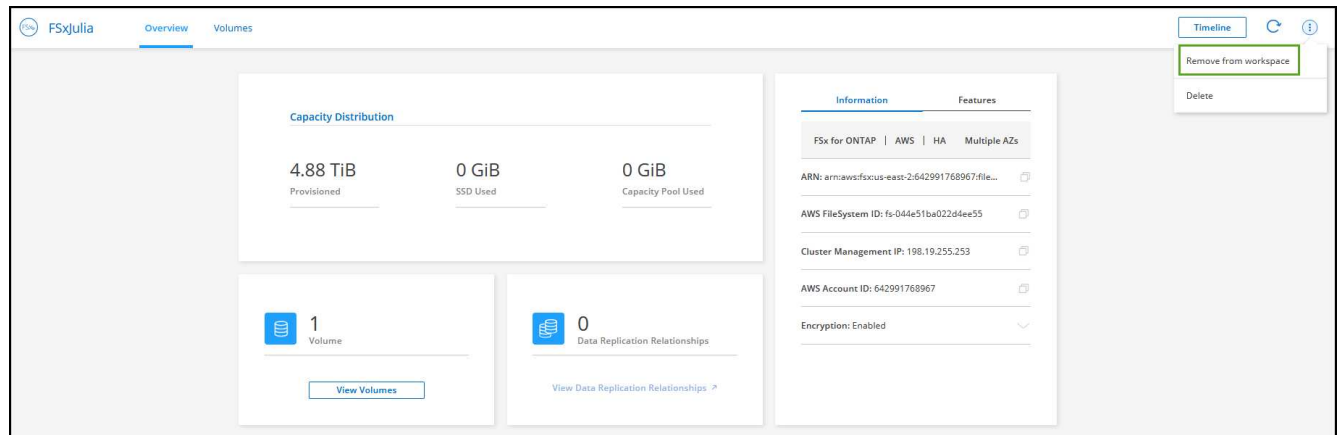 FSxN FSxJulia Overview Volumes Timeline
Remove from workspace
Delete
Capacity Distribution
4.88 TiB 0 GiB 0 GiB
Provisioned SSD Used Capacity Pool Used
1
Volume
View Volumes
0
Data Replication Relationships
View Data Replication Relationships
Information Features
FSx for ONTAP | AWS | HA Multiple AZs
ARN: arn:aws:fsx:us-east-2:642991768967:file...
AWS FileSystem ID: fs-044e51ba022d4ee55
Cluster Management IP: 198.19.255.253
AWS Account ID: 642991768967
Encryption: Enabled